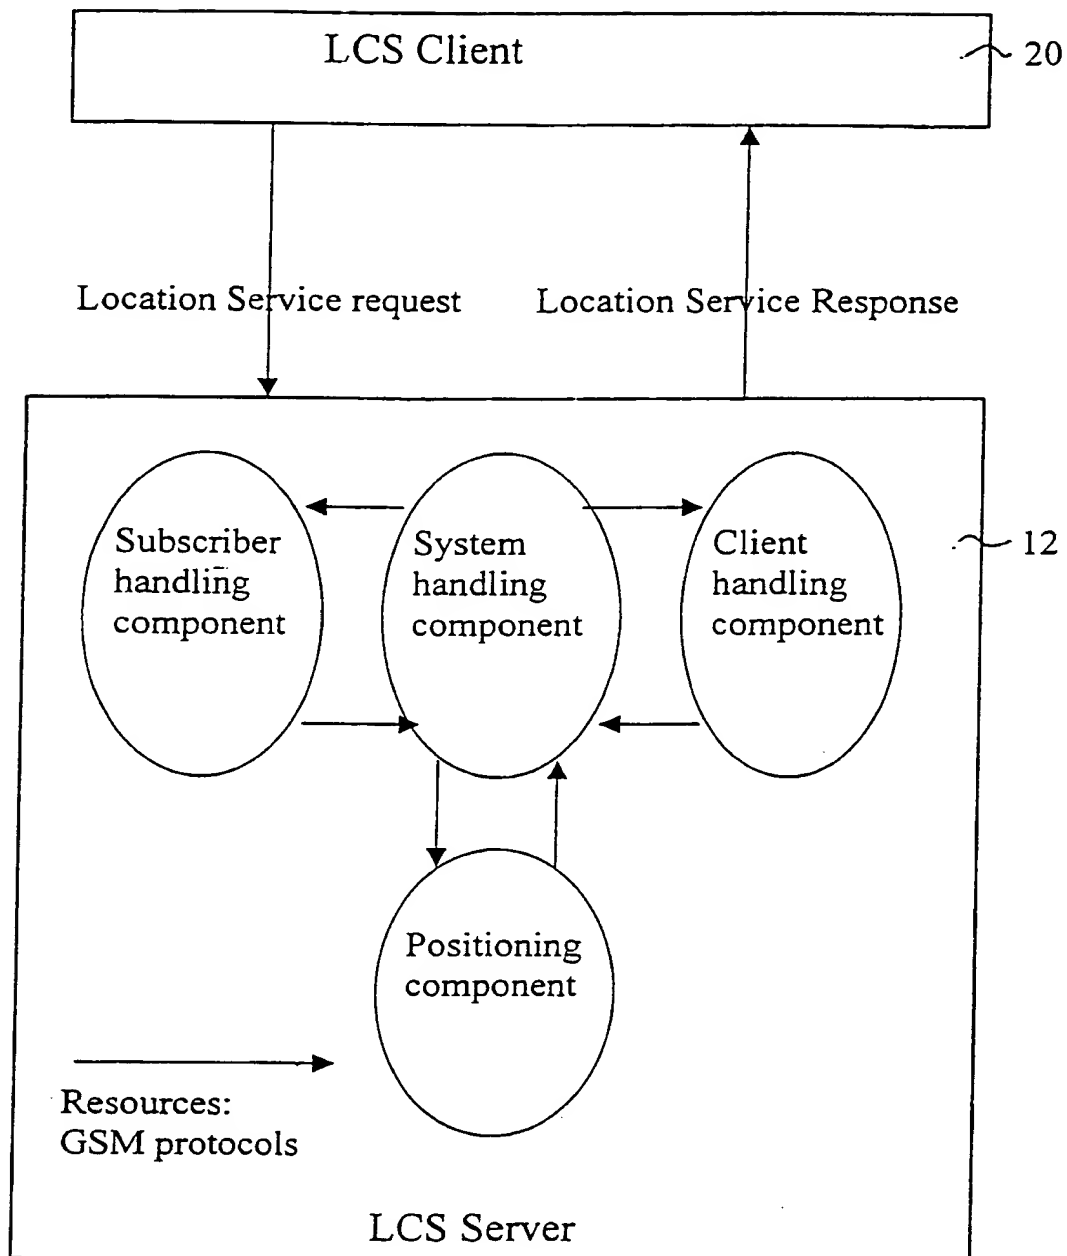 LCS Client
20
Location Service request
Location Service Response
12
Subscriber
handling
component
System
handling
component
Client
handling
component
Positioning
component
Resources:
GSM protocols
LCS Server